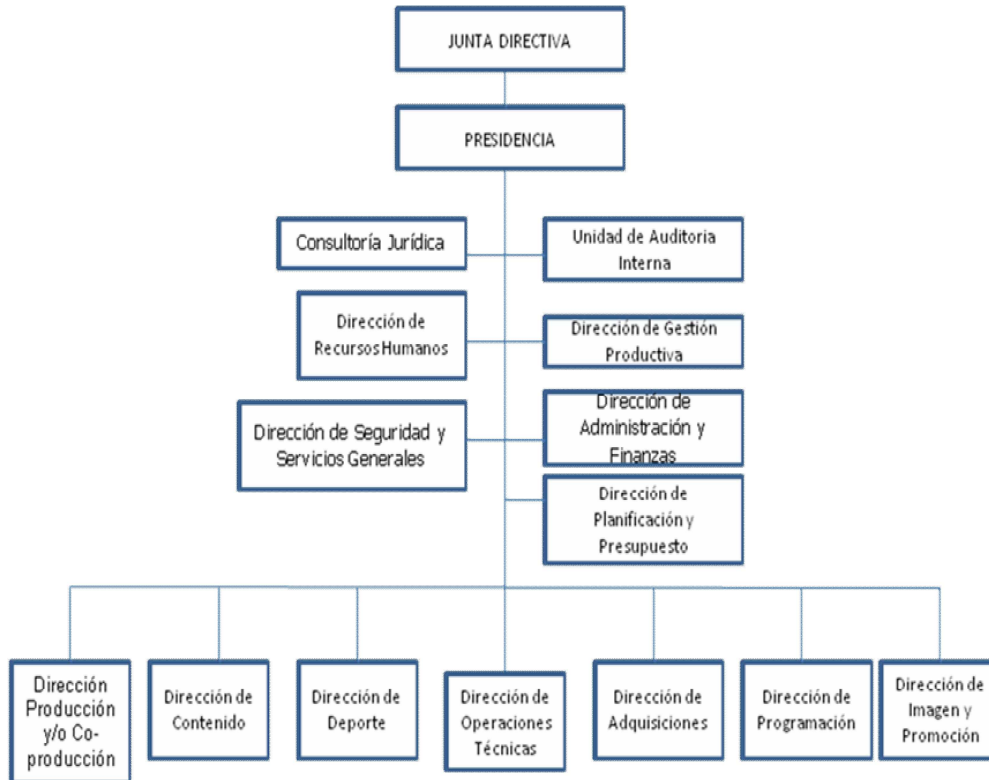 JUNTA DIRECTIVA
PRESIDENCIA
Consultoría Jurídica
Unidad de Auditoria
Interna
Dirección de
Recursos Humanos
Dirección de Gestión
Productiva
Dirección de Seguridad y
Servicios Generales
Dirección de
Administración y
Finanzas
Dirección de
Planificación y
Presupuesto
Dirección
Producción
y/o Co-
producción
Dirección de
Contenido
Dirección de
Deporte
Dirección de
Operaciones
Técnicas
Dirección de
Adquisiciones
Dirección de
Programación
Dirección de
Imagen y
Promoción